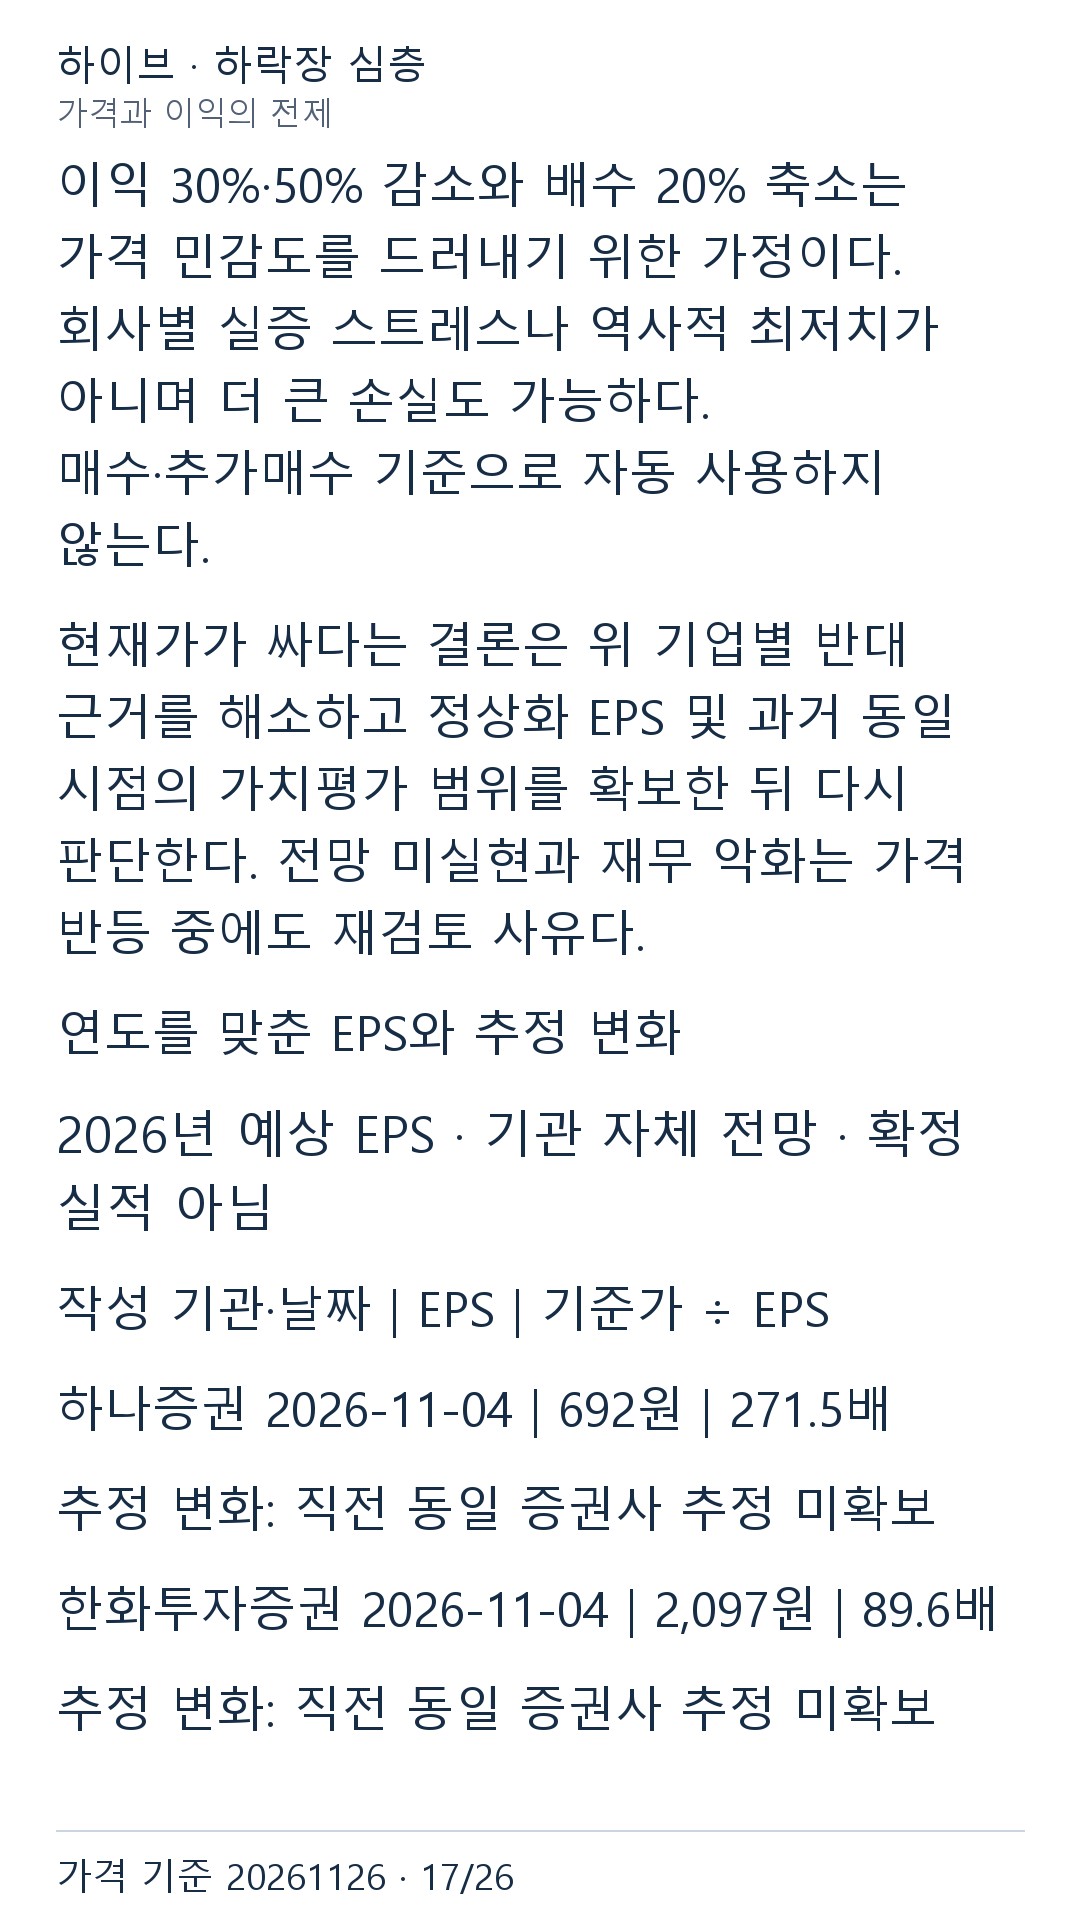 하이브 · 하락장 심층
가격과 이익의 전제
이익 30%·50% 감소와 배수 20% 축소는
가격 민감도를 드러내기 위한 가정이다.
회사별 실증 스트레스나 역사적 최저치가
아니며 더 큰 손실도 가능하다.
매수·추가매수 기준으로 자동 사용하지
않는다.
현재가가 싸다는 결론은 위 기업별 반대
근거를 해소하고 정상화 EPS 및 과거 동일
시점의 가치평가 범위를 확보한 뒤 다시
판단한다. 전망 미실현과 재무 악화는 가격
반등 중에도 재검토 사유다.
연도를 맞춘 EPS와 추정 변화
2026년 예상 EPS · 기관 자체 전망 · 확정
실적 아님
작성 기관·날짜 | EPS | 기준가 ÷ EPS
하나증권 2026-11-04 | 692원 | 271.5배
추정 변화: 직전 동일 증권사 추정 미확보
한화투자증권 2026-11-04 | 2,097원 | 89.6배
추정 변화: 직전 동일 증권사 추정 미확보
가격 기준 20261126 · 17/26